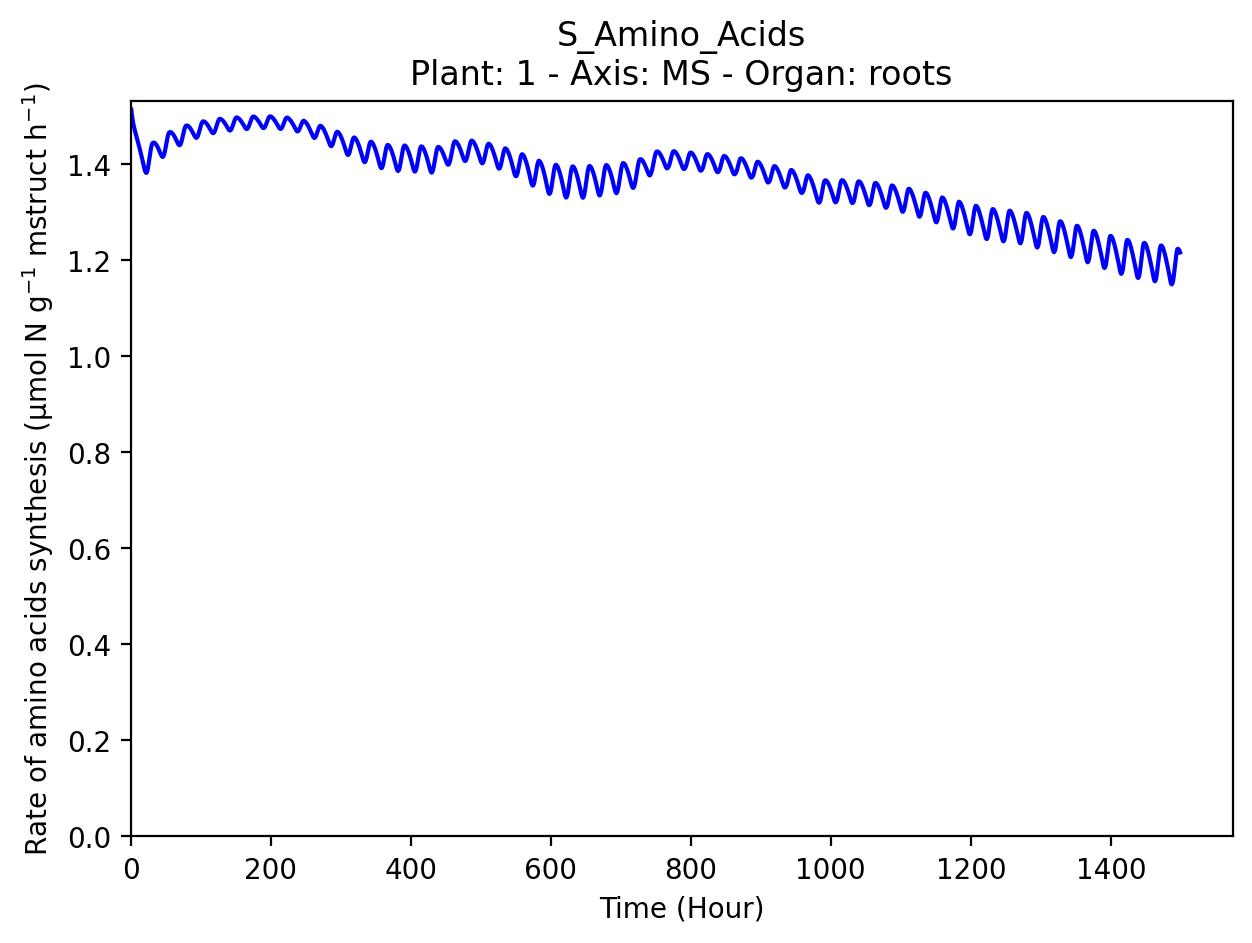 S_Amino_Acids
Plant: 1 - Axis: MS - Organ: roots
Rate of amino acids synthesis (µmol N g⁻¹ mstruct h⁻¹)
1.4
1.2
1.0
0.8
0.6
0.4
0.2
0.0
0 200 400 600 800 1000 1200 1400
Time (Hour)